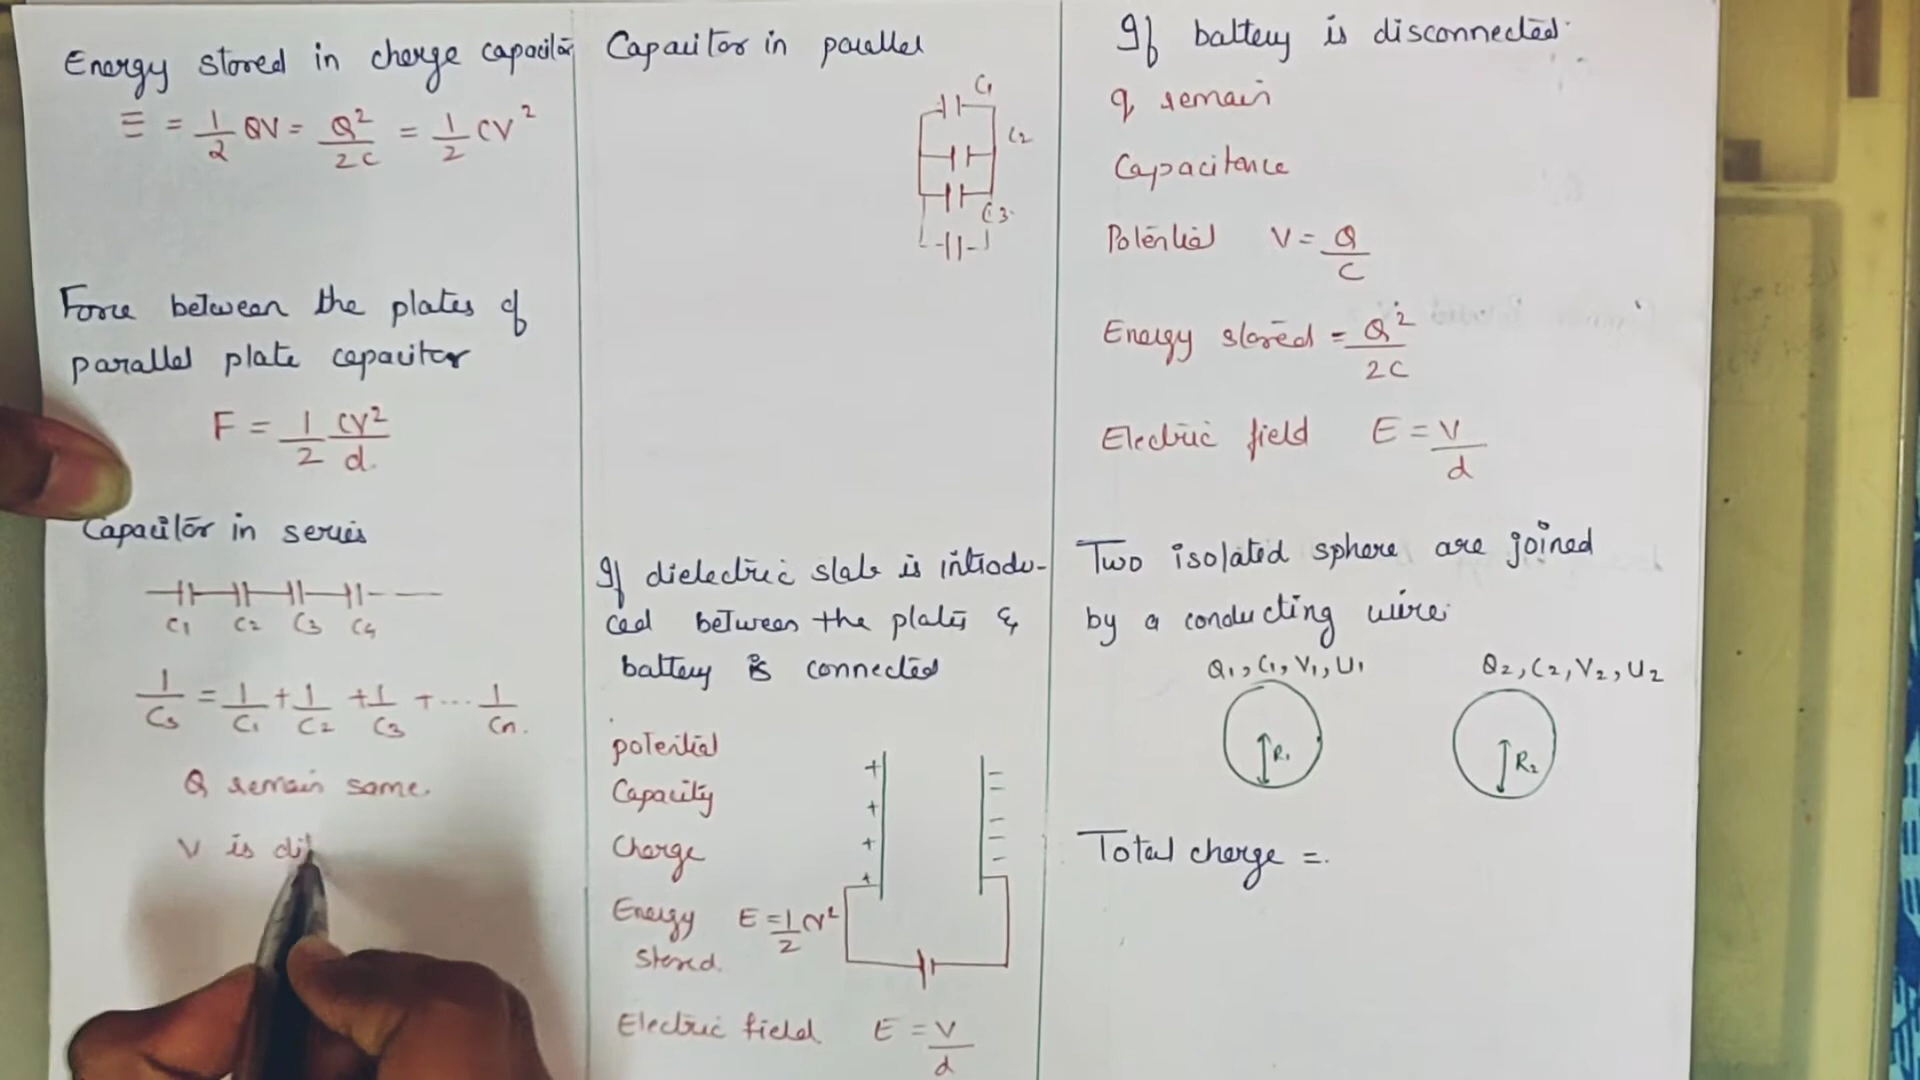 Energy stored in charge capacitor
E = 1/2 QV = Q²/2C = 1/2 CV²
Force between the plates of
parallel plate capacitor
F = 1/2 CV²/d.
Capacitor in series
C1 C2 C3 C4
1/Cs = 1/C1 + 1/C2 + 1/C3 + ... 1/Cn.
Q remain same.
V is di
Capacitor in parallel
C1
C2
C3
If dielectric slab is introdu-
ced between the plates &
battery is connected
potential
Capacity
Charge
Energy E = 1/2 CV²
stored.
Electric field E = V/d
+ + + +
If battery is disconnected
q remain
Capacitance
Potential V = Q/C
Energy stored = Q²/2C
Electric field E = V/d
Two isolated sphere are joined
by a conducting wire
Q1, C1, V1, U1 Q2, C2, V2, U2
R1 R2
Total charge =.